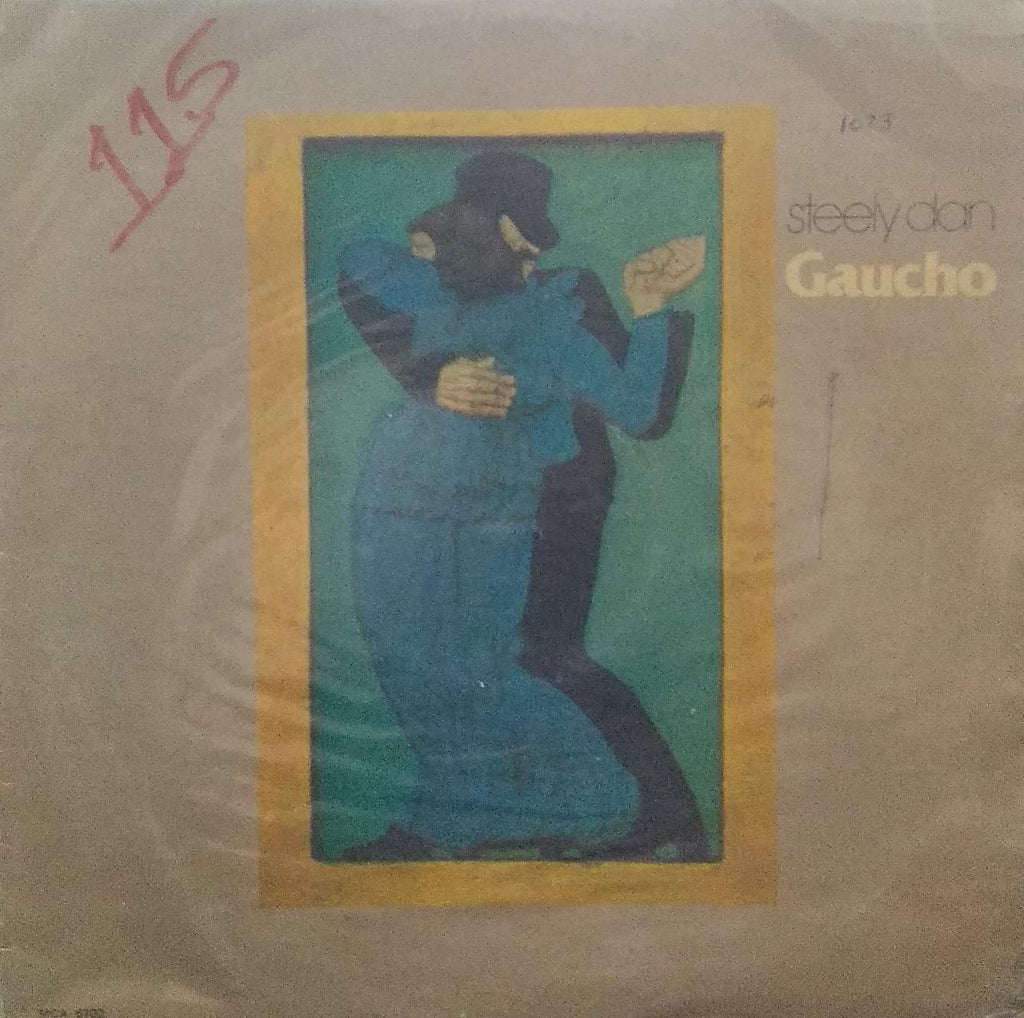 115
1023
steely dan
Gaucho